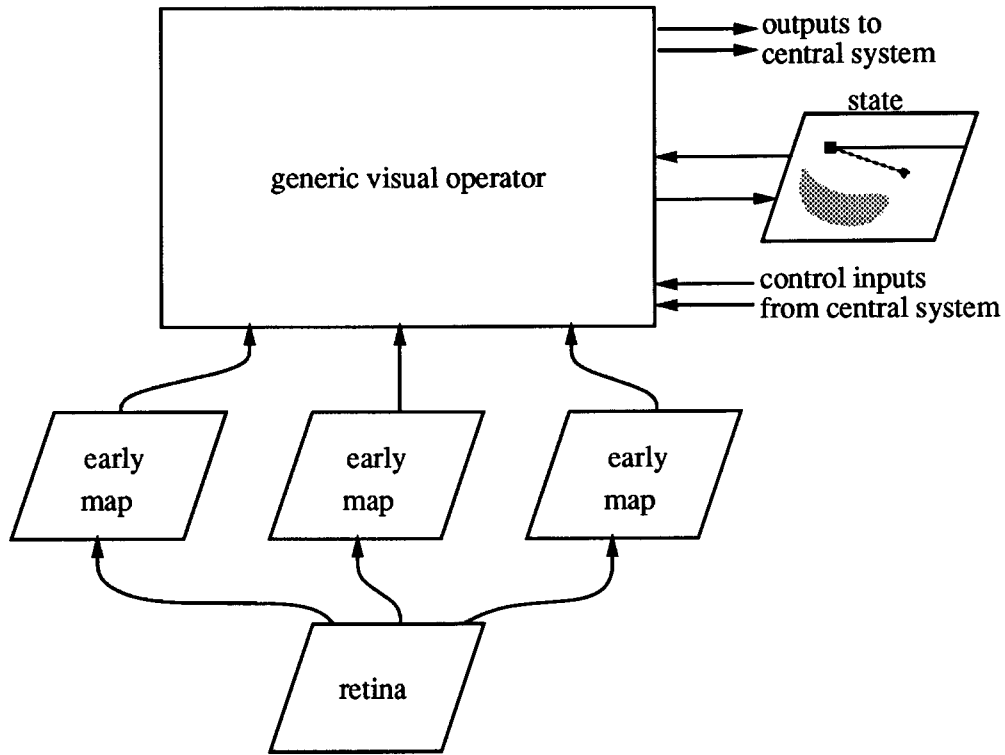 outputs to
central system
state
generic visual operator
control inputs
from central system
early
map
early
map
early
map
retina